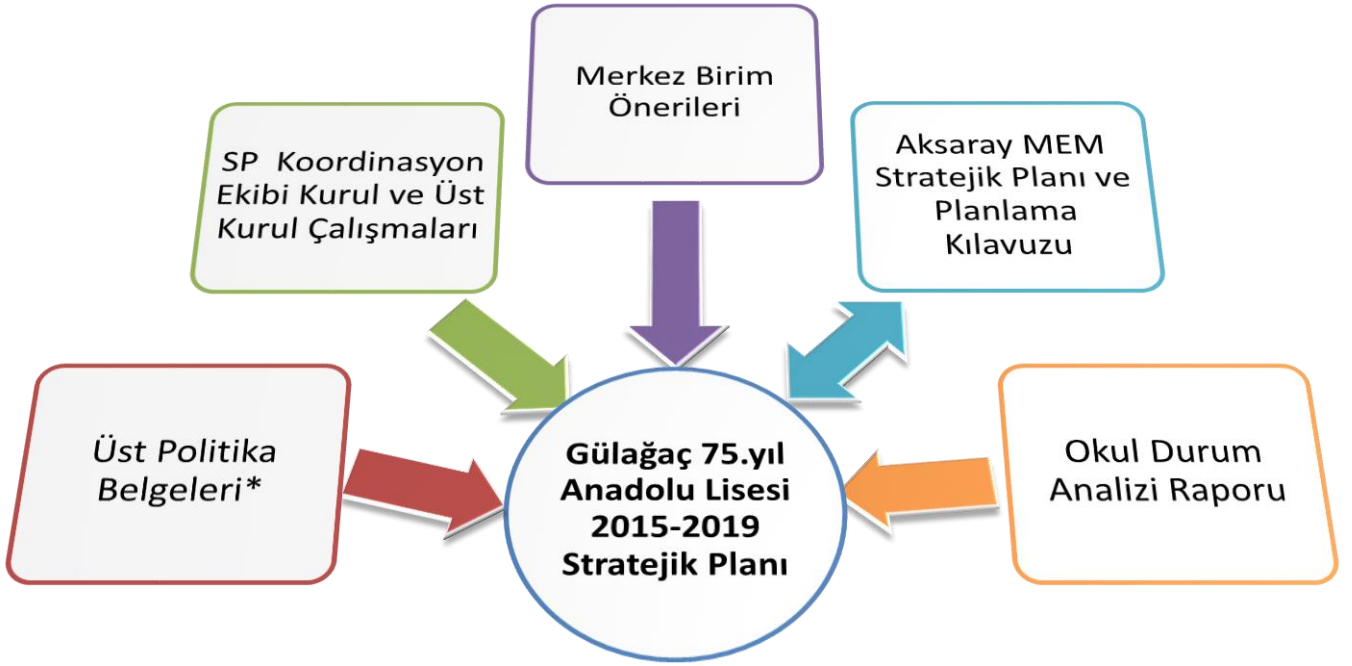 Merkez Birim
Önerileri
SP Koordinasyon
Ekibi Kurul ve Üst
Kurul Çalışmaları
Aksaray MEM
Stratejik Planı ve
Planlama
Kılavuzu
Üst Politika
Belgeleri*
Gülağaç 75.yıl
Anadolu Lisesi
2015-2019
Stratejik Planı
Okul Durum
Analizi Raporu